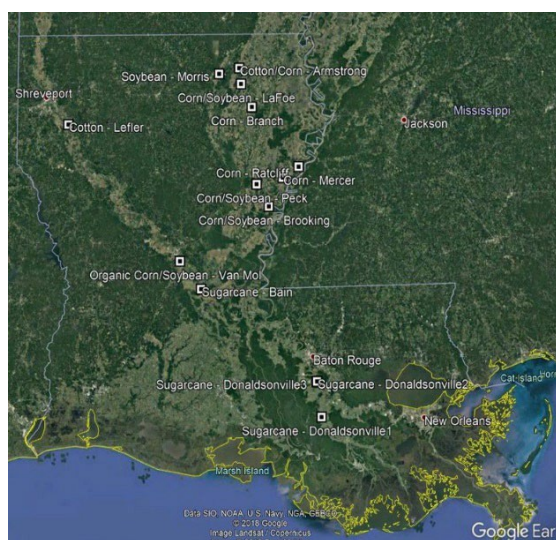 Soybean - Morris
Cotton/Corn - Armstrong
Shreveport
Corn/Soybean - LaFoe
Mississippi
Corn - Branch
Jackson
Cotton - Lefler
Corn - Ratcliff
Corn - Mercer
Corn/Soybean - Peck
Corn/Soybean - Brooking
Organic Corn/Soybean - Van Mol
Sugarcane - Bain
Baton Rouge
Cat-Island
Sugarcane - Donaldsonville3
Sugarcane - Donaldsonville2
New Orleans
Sugarcane - Donaldsonville1
Marsh Island
Data SIO, NOAA, U.S. Navy, NGA,
© 2018 Google
Image Landsat / Copernicus
Google Ear